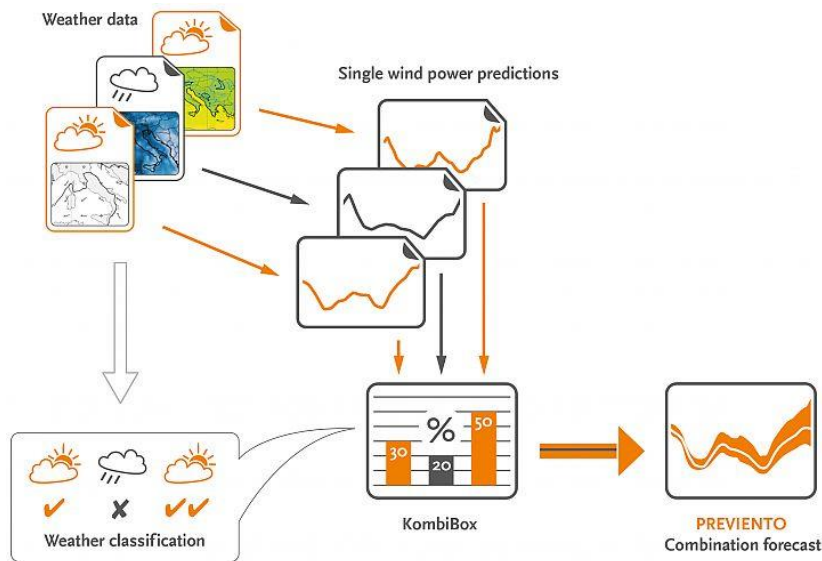 Weather data
Single wind power predictions
%
30
20
50
KombiBox
Weather classification
PREVIENTO
Combination forecast